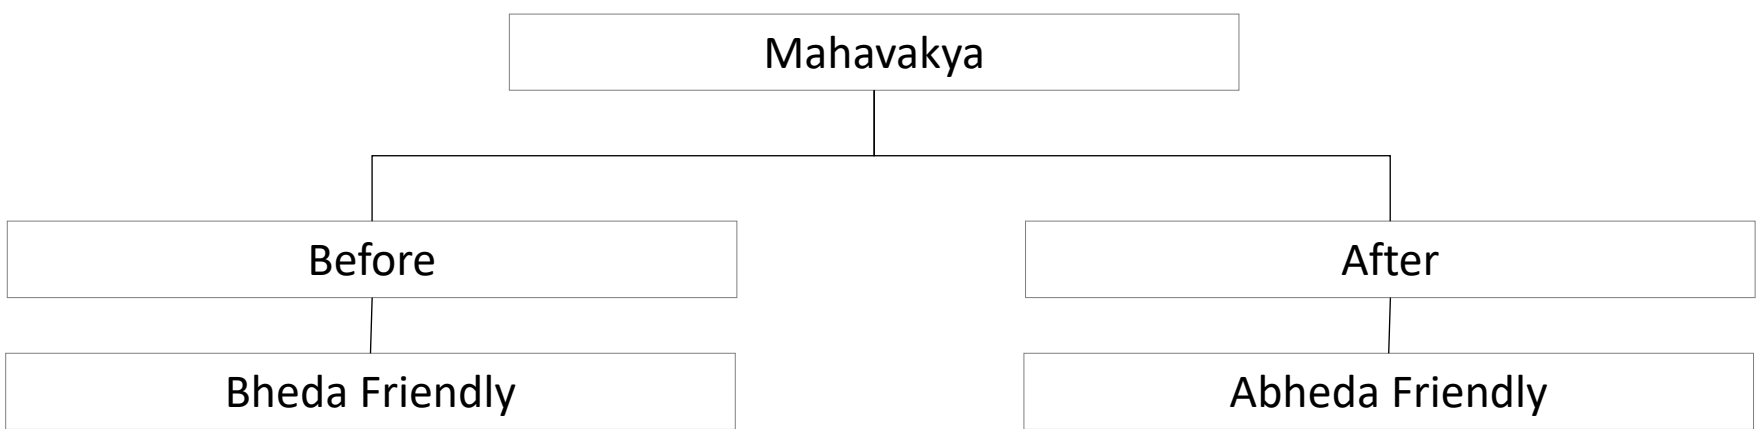 Mahavakya
Before
After
Bheda Friendly
Abheda Friendly